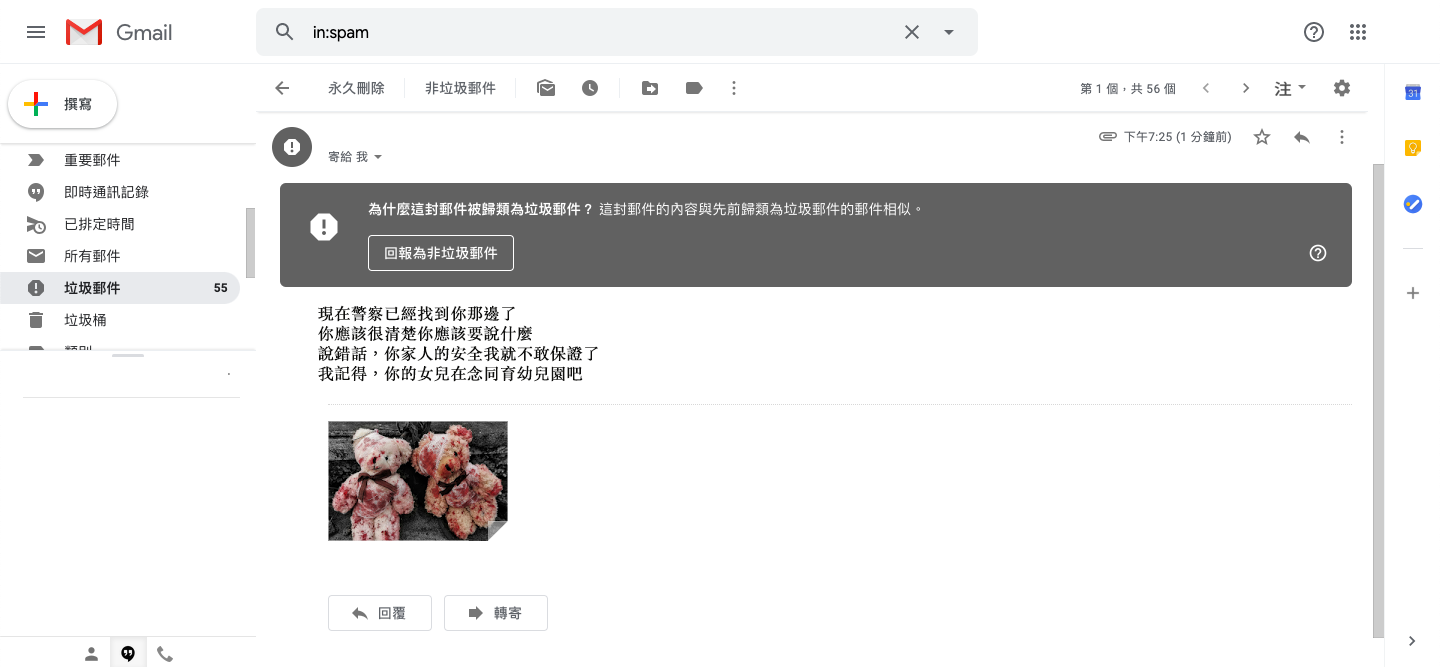 Gmail
in:spam
撰寫
重要郵件
即時通訊記錄
已排定時間
所有郵件
垃圾郵件 55
垃圾桶
類別
永久刪除
非垃圾郵件
第 1 個，共 56 個
注
31
寄給 我
下午7:25 (1 分鐘前)
為什麼這封郵件被歸類為垃圾郵件？ 這封郵件的內容與先前歸類為垃圾郵件的郵件相似。
回報為非垃圾郵件
現在警察已經找到你那邊了
你應該很清楚你應該要說什麼
說錯話，你家人的安全我就不敢保證了
我記得，你的女兒在念同育幼兒園吧
回覆
轉寄